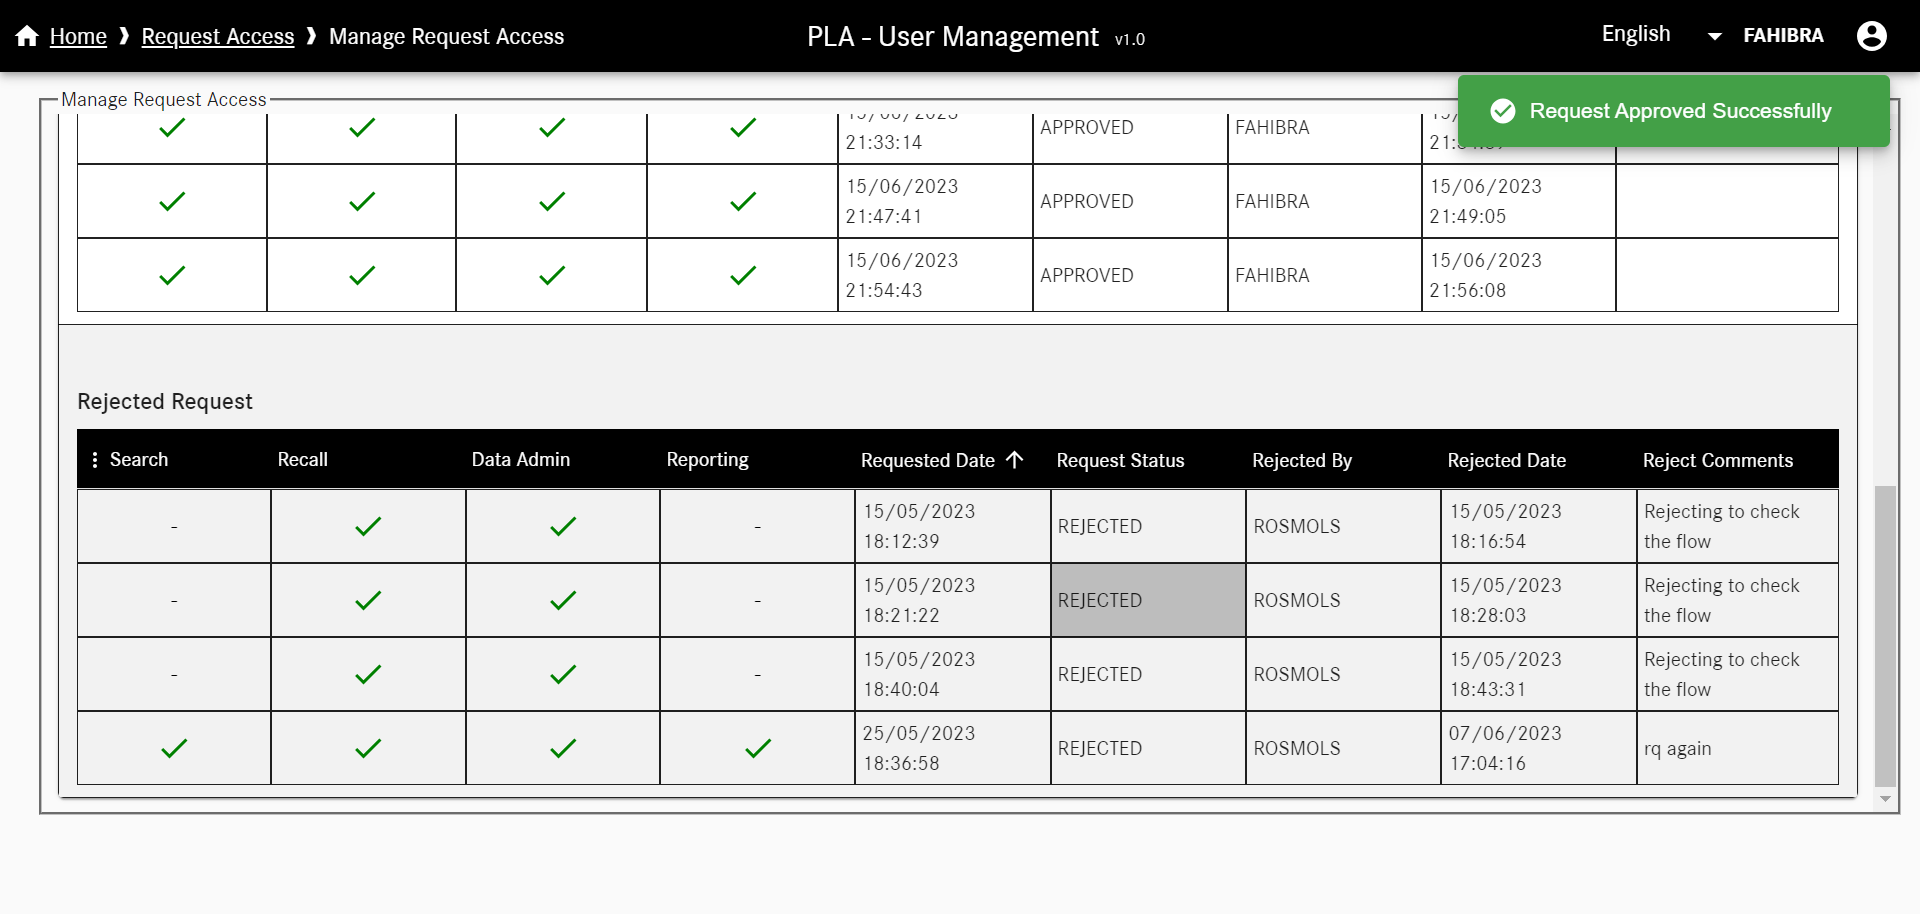 Home ❱ Request Access ❱ Manage Request Access
PLA - User Management v1.0
English
FAHIBRA
Request Approved Successfully
Manage Request Access
21:33:14
APPROVED
FAHIBRA
15/06/2023
21:47:41
APPROVED
FAHIBRA
15/06/2023
21:49:05
15/06/2023
21:54:43
APPROVED
FAHIBRA
15/06/2023
21:56:08
Rejected Request
Search Recall Data Admin Reporting Requested Date Request Status Rejected By Rejected Date Reject Comments
-
-
15/05/2023
18:12:39
REJECTED
ROSMOLS
15/05/2023
18:16:54
Rejecting to check
the flow
-
-
15/05/2023
18:21:22
REJECTED
ROSMOLS
15/05/2023
18:28:03
Rejecting to check
the flow
-
-
15/05/2023
18:40:04
REJECTED
ROSMOLS
15/05/2023
18:43:31
Rejecting to check
the flow
25/05/2023
18:36:58
REJECTED
ROSMOLS
07/06/2023
17:04:16
rq again